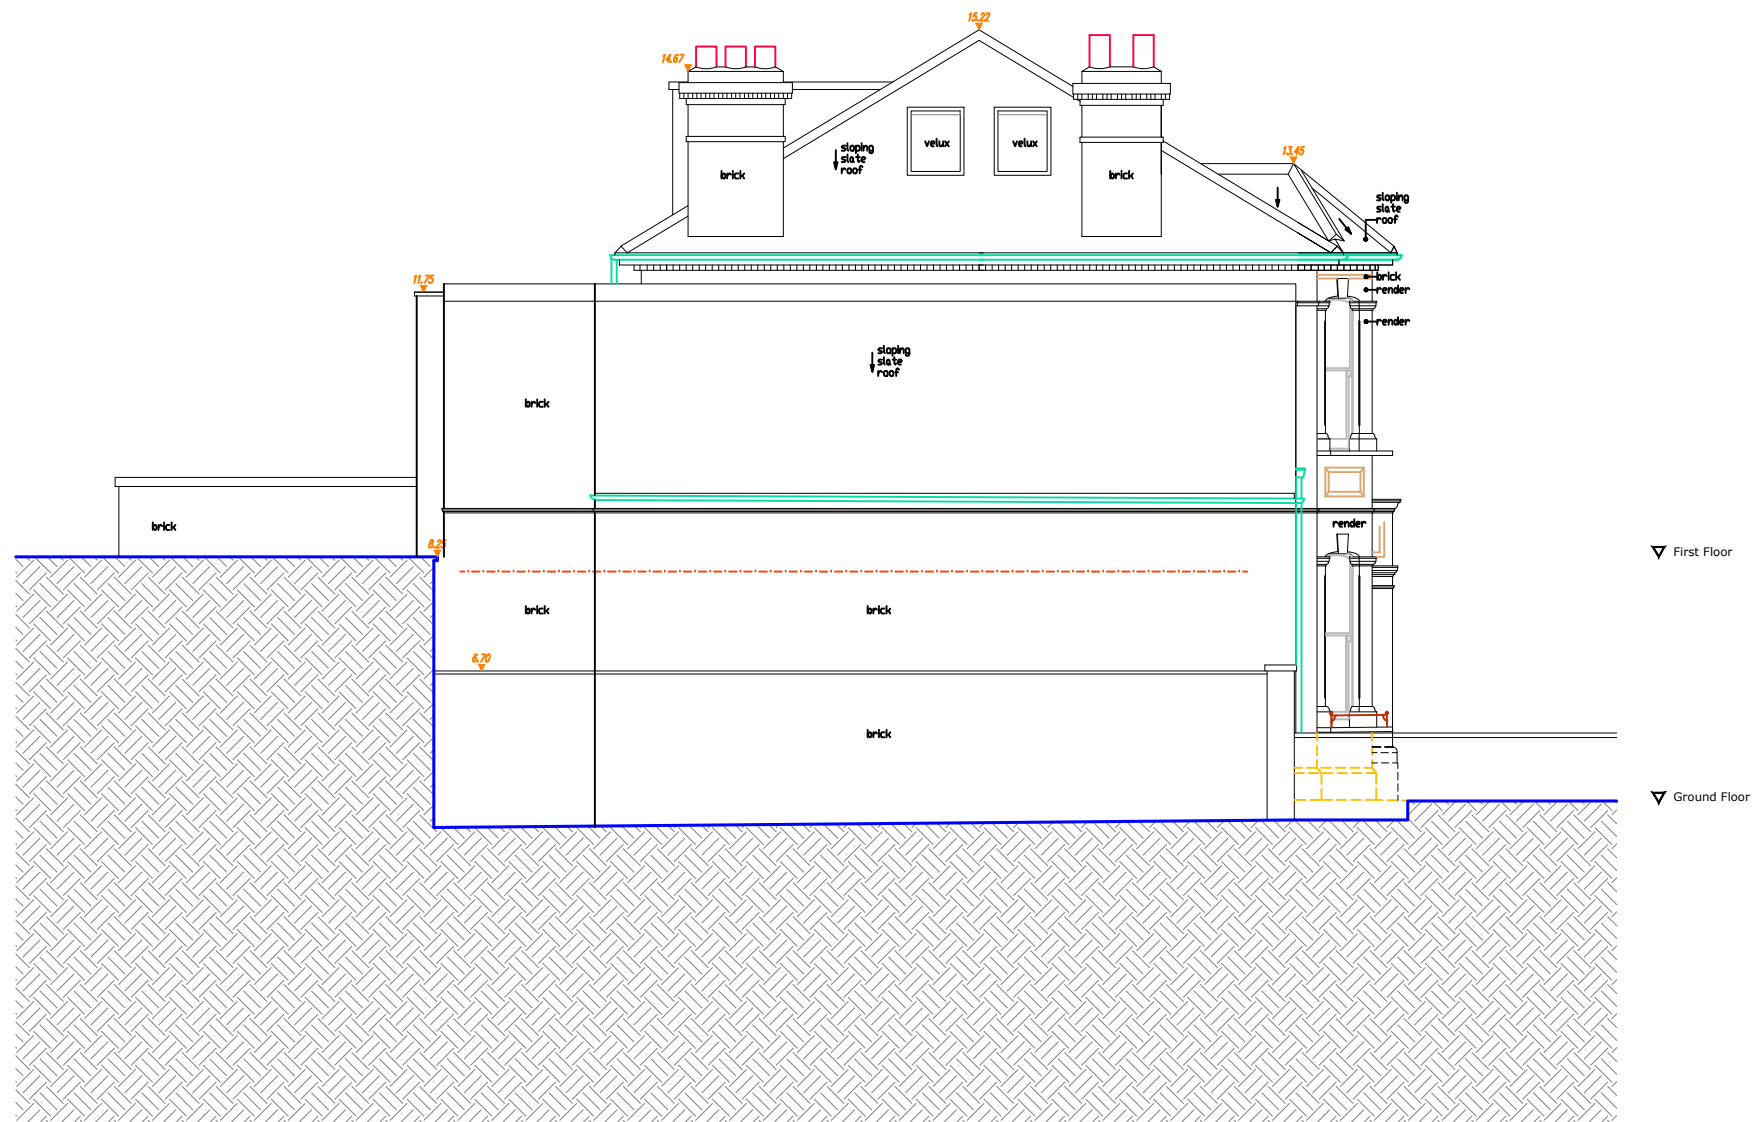 15.22
14.67
velux
velux
sloping
slate
roof
brick
brick
13.45
sloping
slate
roof
11.75
brick
render
render
sloping
slate
roof
brick
brick
render
8.25
First Floor
brick
brick
6.70
brick
Ground Floor